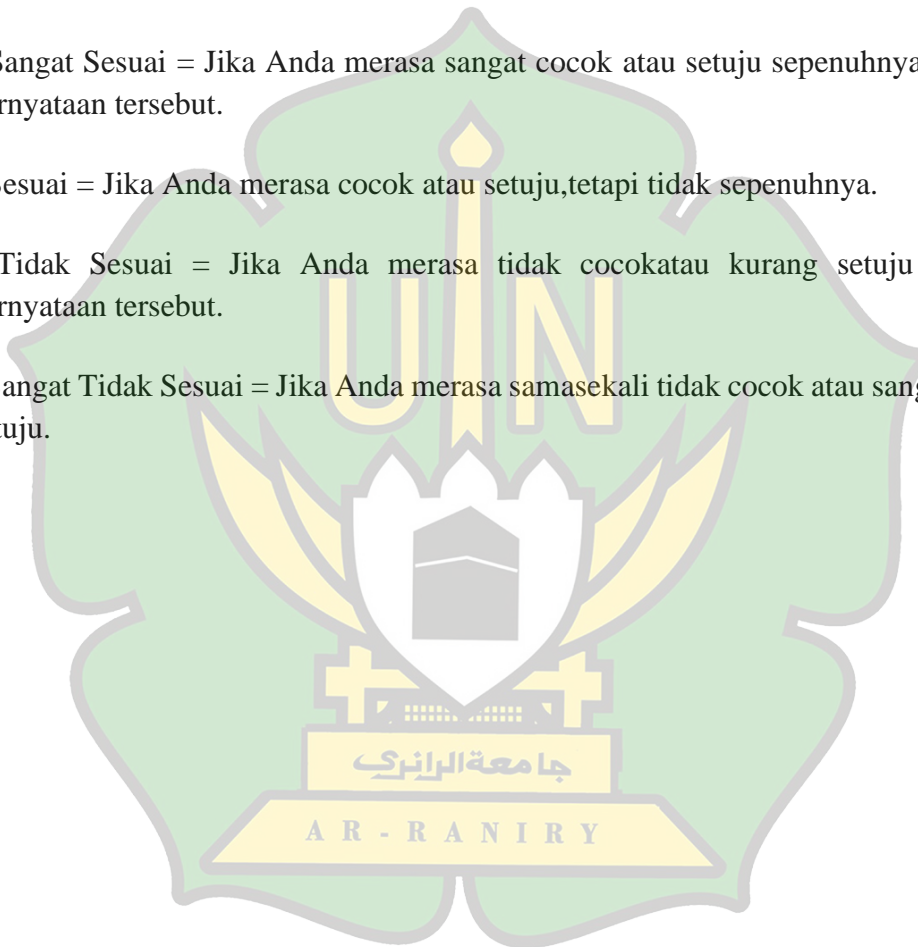 Sangat Sesuai = Jika Anda merasa sangat cocok atau setuju sepenuhnya
rnyataan tersebut.
esuai = Jika Anda merasa cocok atau setuju,tetapi tidak sepenuhnya.
Tidak Sesuai = Jika Anda merasa tidak cocokatau kurang setuju
rnyataan tersebut.
angat Tidak Sesuai = Jika Anda merasa samasekali tidak cocok atau sang
tuju.
UIN
جامعةالرانري
AR-RANIRY